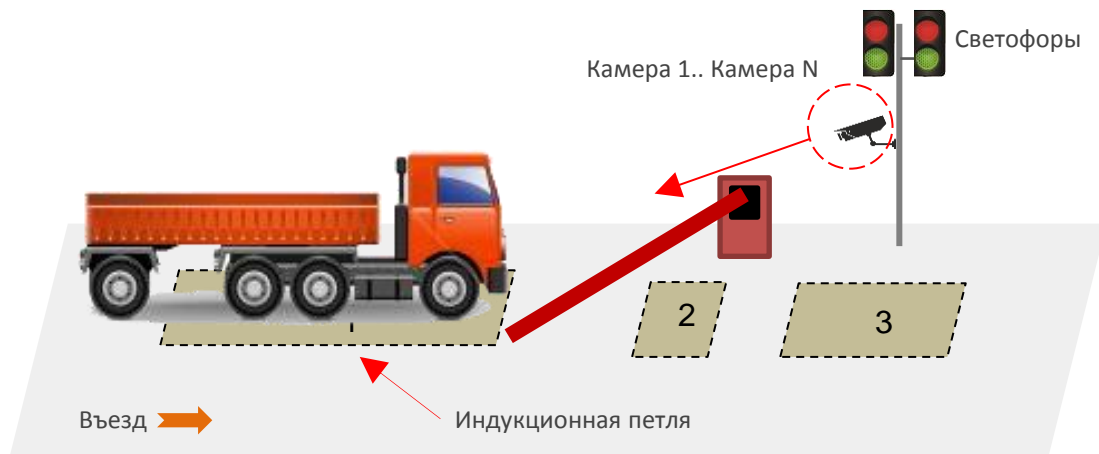 Светофоры
Камера 1.. Камера N
2
3
Въезд
Индукционная петля